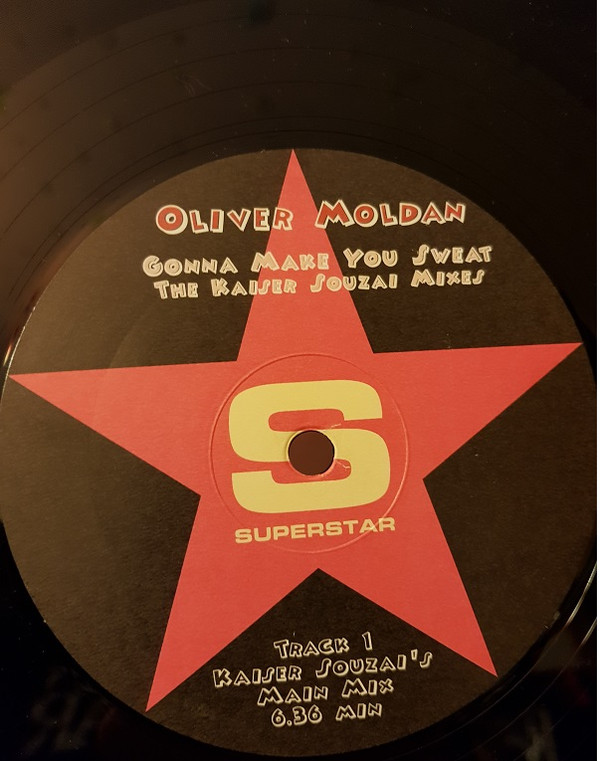 Oliver Moldan
Gonna Make You Sweat
The Kaiser Souzai Mixes
S
SUPERSTAR
Track 1
Kaiser Souzai's
Main Mix
6.36 min